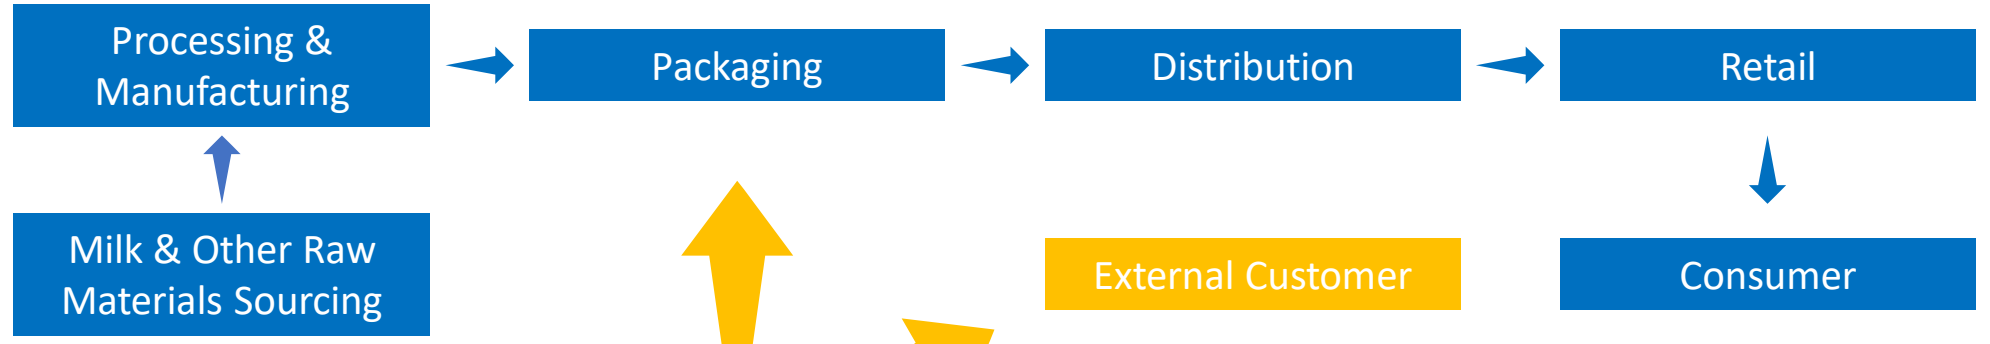 Processing &
Manufacturing
Packaging
Distribution
Retail
Milk & Other Raw
Materials Sourcing
External Customer
Consumer